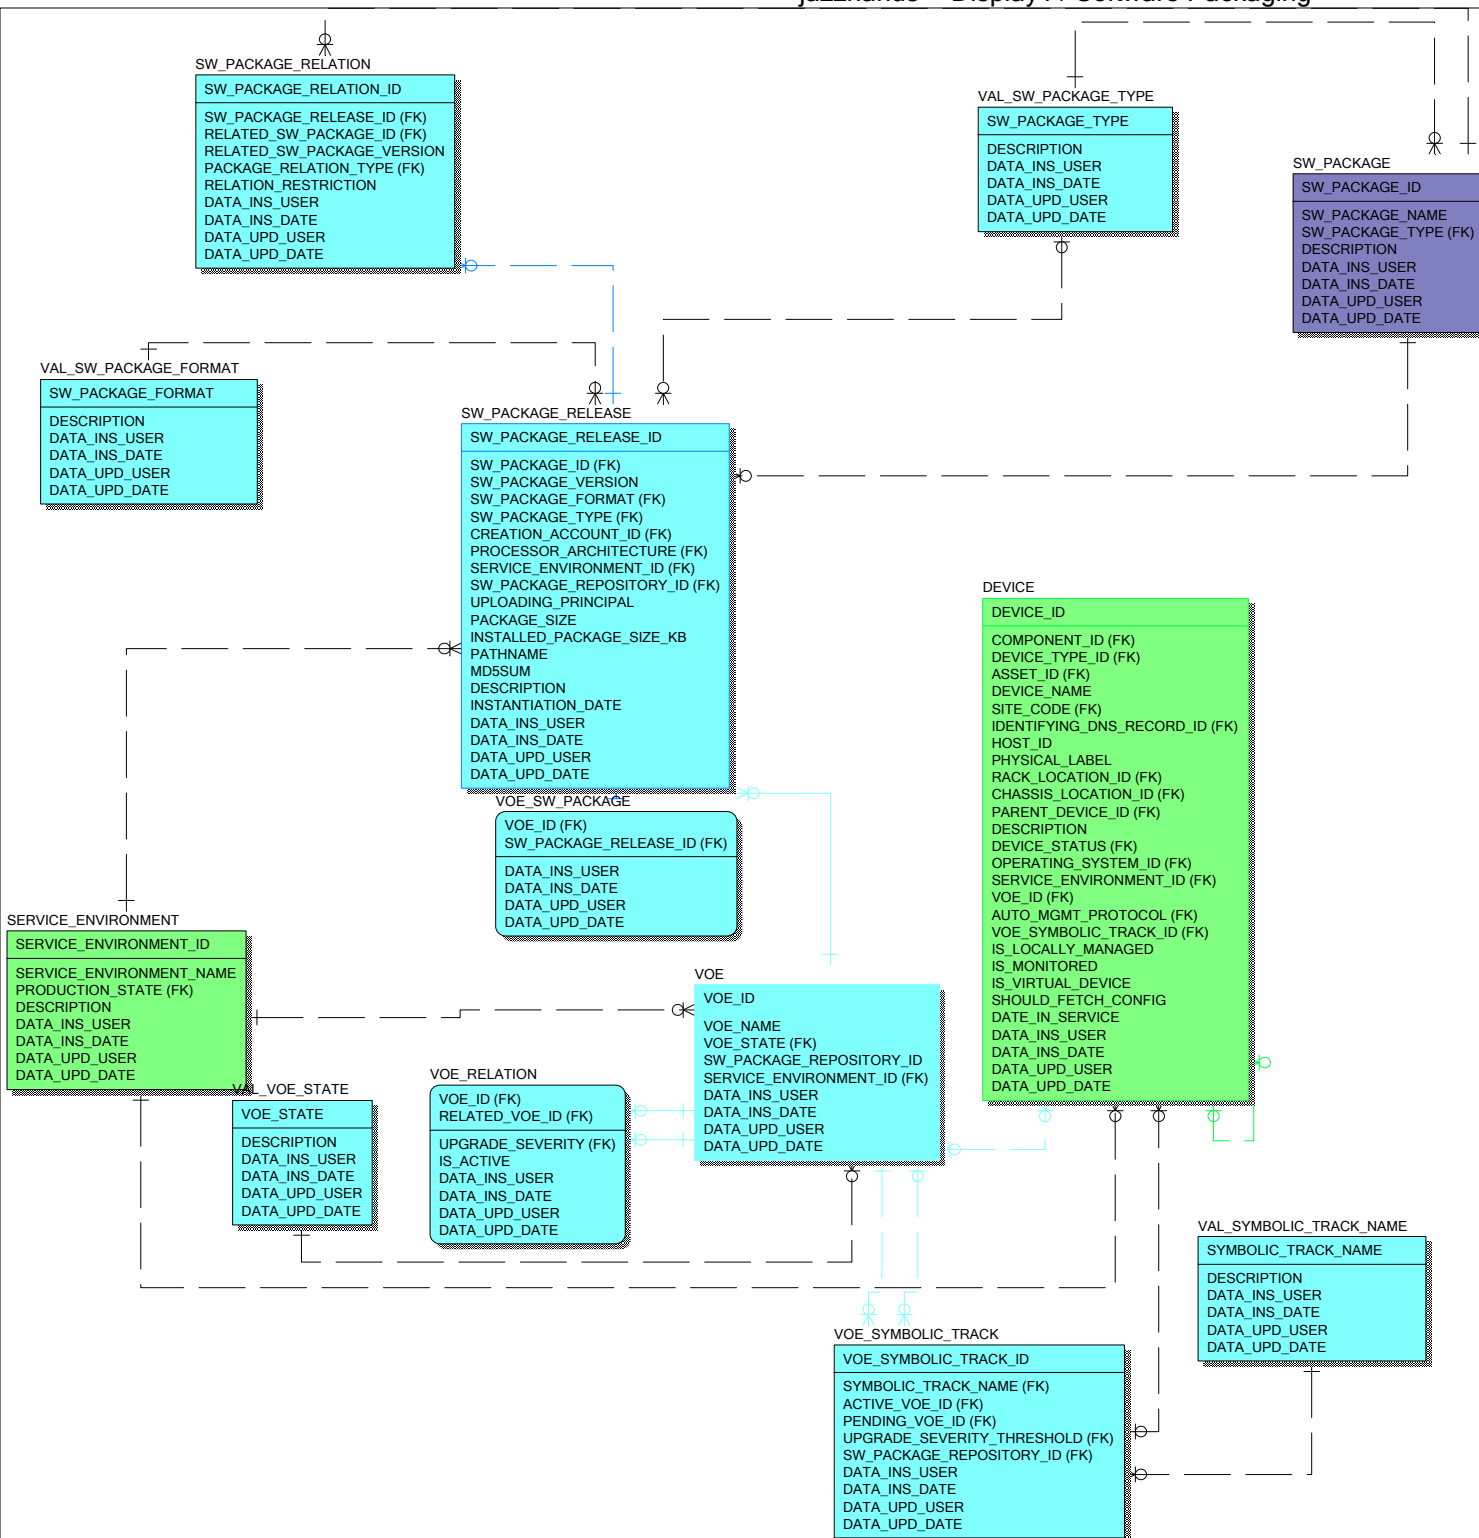 SW_PACKAGE_RELATION
SW_PACKAGE_RELATION_ID
SW_PACKAGE_RELEASE_ID (FK)
RELATED_SW_PACKAGE_ID (FK)
RELATED_SW_PACKAGE_VERSION
PACKAGE_RELATION_TYPE (FK)
RELATION_RESTRICTION
DATA_INS_USER
DATA_INS_DATE
DATA_UPD_USER
DATA_UPD_DATE
VAL_SW_PACKAGE_TYPE
SW_PACKAGE_TYPE
DESCRIPTION
DATA_INS_USER
DATA_INS_DATE
DATA_UPD_USER
DATA_UPD_DATE
SW_PACKAGE
SW_PACKAGE_ID
SW_PACKAGE_NAME
SW_PACKAGE_TYPE (FK)
DESCRIPTION
DATA_INS_USER
DATA_INS_DATE
DATA_UPD_USER
DATA_UPD_DATE
VAL_SW_PACKAGE_FORMAT
SW_PACKAGE_FORMAT
DESCRIPTION
DATA_INS_USER
DATA_INS_DATE
DATA_UPD_USER
DATA_UPD_DATE
SW_PACKAGE_RELEASE
SW_PACKAGE_RELEASE_ID
SW_PACKAGE_ID (FK)
SW_PACKAGE_VERSION
SW_PACKAGE_FORMAT (FK)
SW_PACKAGE_TYPE (FK)
CREATION_ACCOUNT_ID (FK)
PROCESSOR_ARCHITECTURE (FK)
SERVICE_ENVIRONMENT_ID (FK)
SW_PACKAGE_REPOSITORY_ID (FK)
UPLOADING_PRINCIPAL
PACKAGE_SIZE
INSTALLED_PACKAGE_SIZE_KB
PATHNAME
MD5SUM
DESCRIPTION
INSTANTIATION_DATE
DATA_INS_USER
DATA_INS_DATE
DATA_UPD_USER
DATA_UPD_DATE
DEVICE
DEVICE_ID
COMPONENT_ID (FK)
DEVICE_TYPE_ID (FK)
ASSET_ID (FK)
DEVICE_NAME
SITE_CODE (FK)
IDENTIFYING_DNS_RECORD_ID (FK)
HOST_ID
PHYSICAL_LABEL
RACK_LOCATION_ID (FK)
CHASSIS_LOCATION_ID (FK)
PARENT_DEVICE_ID (FK)
DESCRIPTION
DEVICE_STATUS (FK)
OPERATING_SYSTEM_ID (FK)
SERVICE_ENVIRONMENT_ID (FK)
VOE_ID (FK)
AUTO_MGMT_PROTOCOL (FK)
VOE_SYMBOLIC_TRACK_ID (FK)
IS_LOCALLY_MANAGED
IS_MONITORED
IS_VIRTUAL_DEVICE
SHOULD_FETCH_CONFIG
DATE_IN_SERVICE
DATA_INS_USER
DATA_INS_DATE
DATA_UPD_USER
DATA_UPD_DATE
VOE_SW_PACKAGE
VOE_ID (FK)
SW_PACKAGE_RELEASE_ID (FK)
DATA_INS_USER
DATA_INS_DATE
DATA_UPD_USER
DATA_UPD_DATE
SERVICE_ENVIRONMENT
SERVICE_ENVIRONMENT_ID
SERVICE_ENVIRONMENT_NAME
PRODUCTION_STATE (FK)
DESCRIPTION
DATA_INS_USER
DATA_INS_DATE
DATA_UPD_USER
DATA_UPD_DATE
VOE
VOE_ID
VOE_NAME
VOE_STATE (FK)
SW_PACKAGE_REPOSITORY_ID
SERVICE_ENVIRONMENT_ID (FK)
DATA_INS_USER
DATA_INS_DATE
DATA_UPD_USER
DATA_UPD_DATE
VOE_RELATION
VOE_ID (FK)
RELATED_VOE_ID (FK)
UPGRADE_SEVERITY (FK)
IS_ACTIVE
DATA_INS_USER
DATA_INS_DATE
DATA_UPD_USER
DATA_UPD_DATE
VAL_VOE_STATE
VOE_STATE
DESCRIPTION
DATA_INS_USER
DATA_INS_DATE
DATA_UPD_USER
DATA_UPD_DATE
VAL_SYMBOLIC_TRACK_NAME
SYMBOLIC_TRACK_NAME
DESCRIPTION
DATA_INS_USER
DATA_INS_DATE
DATA_UPD_USER
DATA_UPD_DATE
VOE_SYMBOLIC_TRACK
VOE_SYMBOLIC_TRACK_ID
SYMBOLIC_TRACK_NAME (FK)
ACTIVE_VOE_ID (FK)
PENDING_VOE_ID (FK)
UPGRADE_SEVERITY_THRESHOLD (FK)
SW_PACKAGE_REPOSITORY_ID (FK)
DATA_INS_USER
DATA_INS_DATE
DATA_UPD_USER
DATA_UPD_DATE